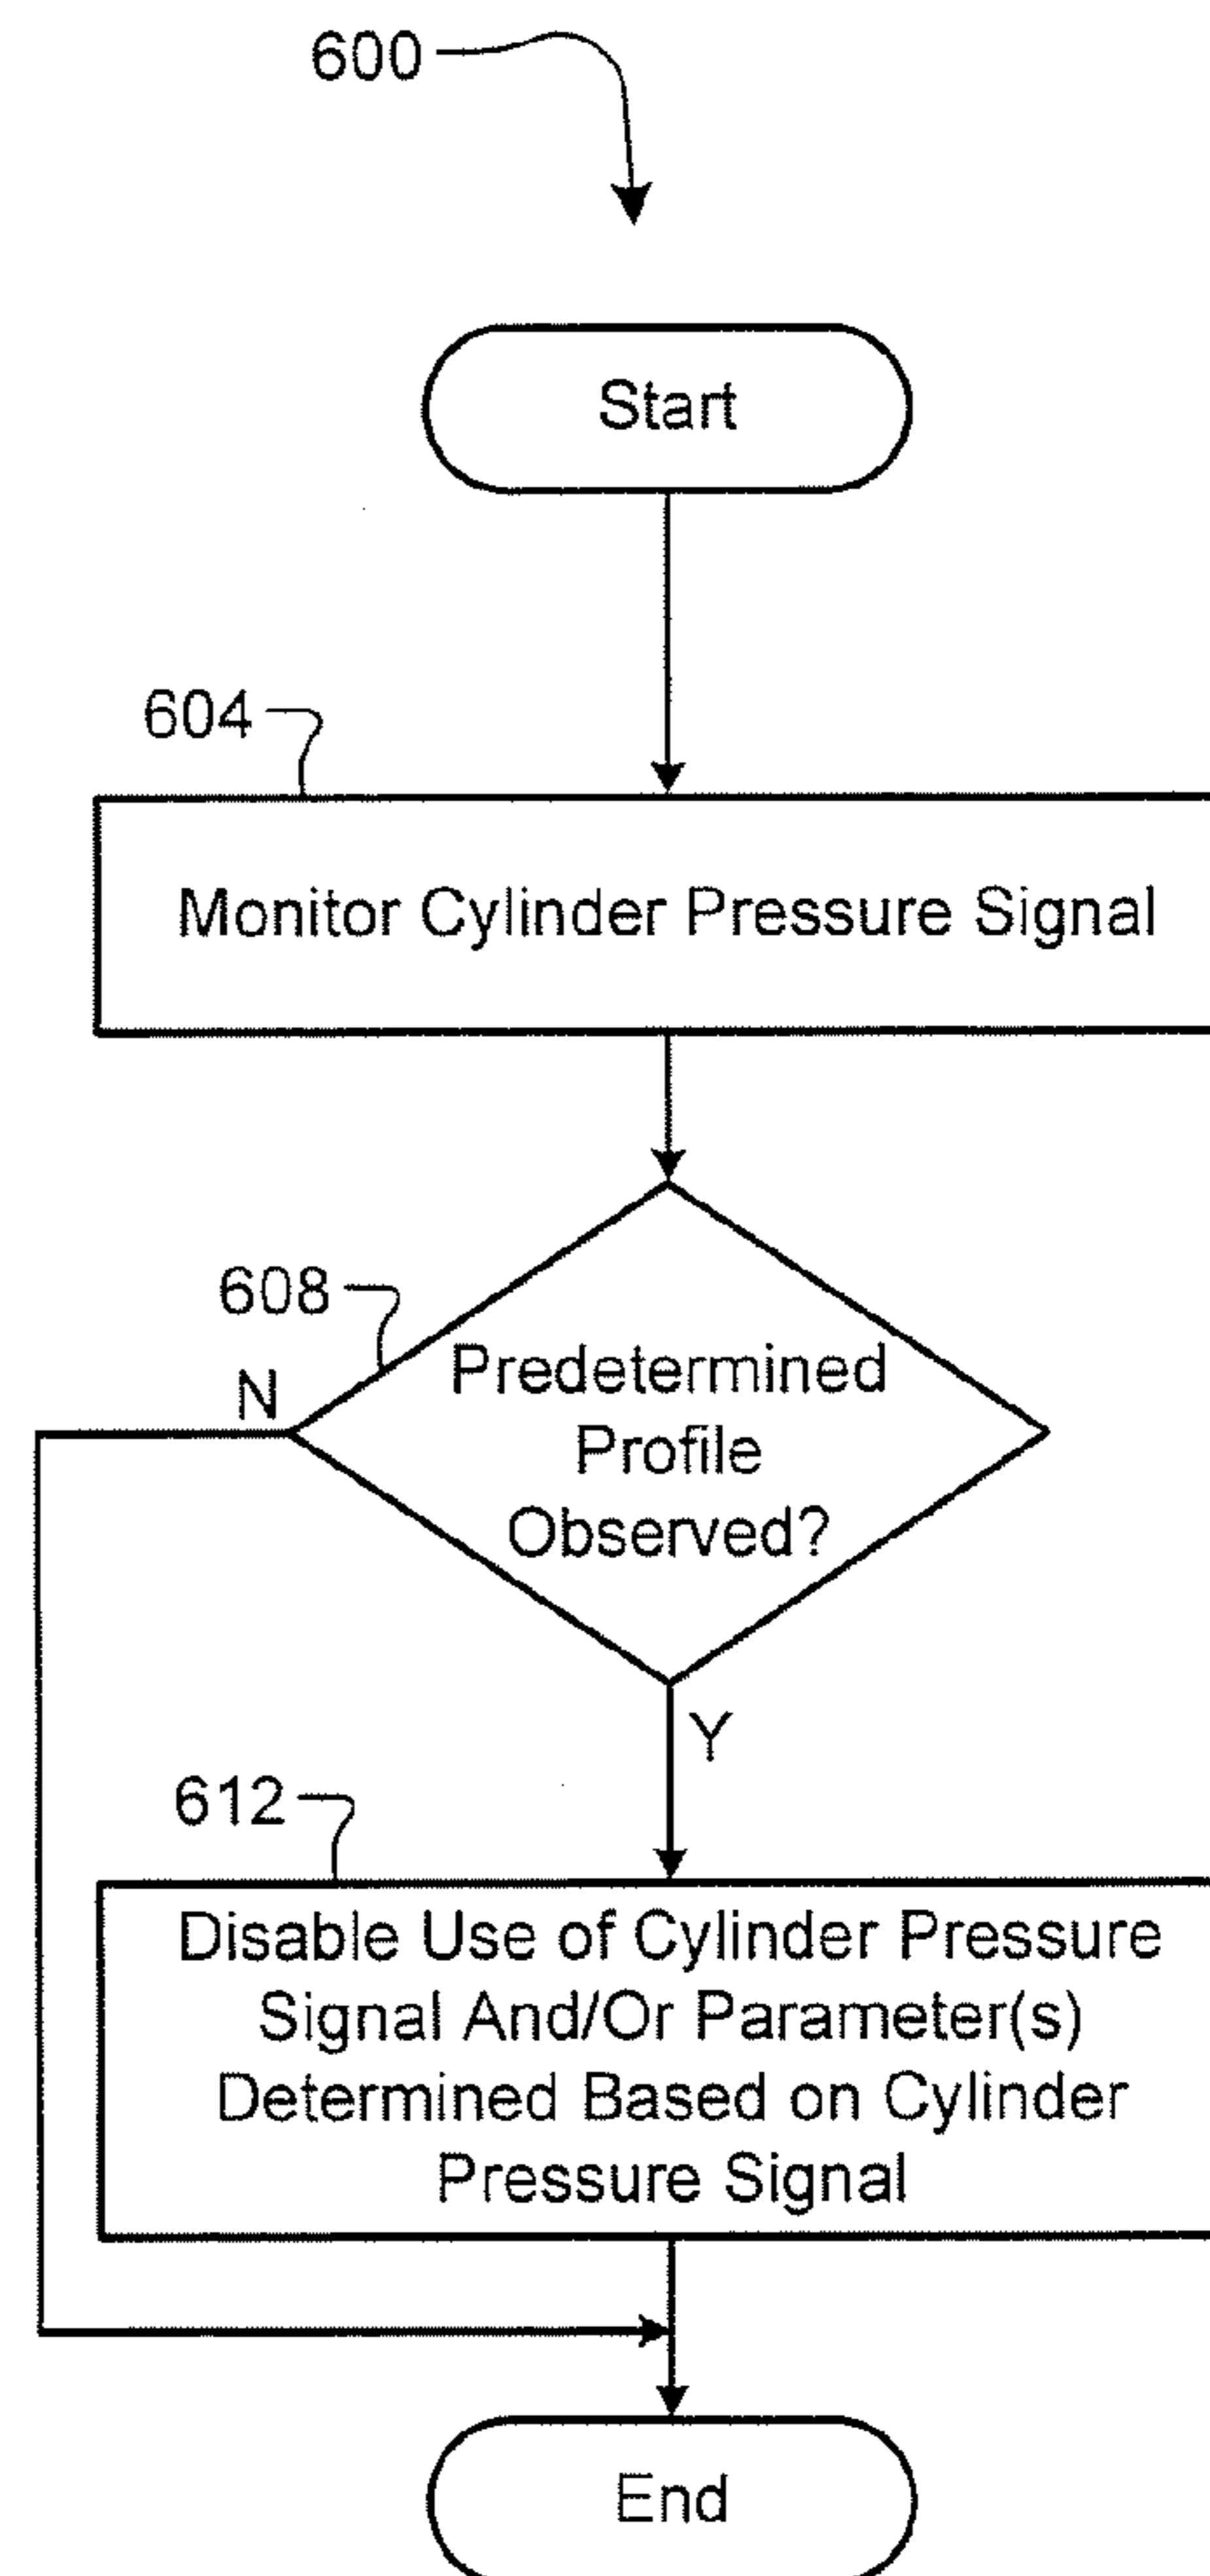 600
Start
604
Monitor Cylinder Pressure Signal
608
N
Predetermined
Profile
Observed?
Y
612
Disable Use of Cylinder Pressure
Signal And/Or Parameter(s)
Determined Based on Cylinder
Pressure Signal
End